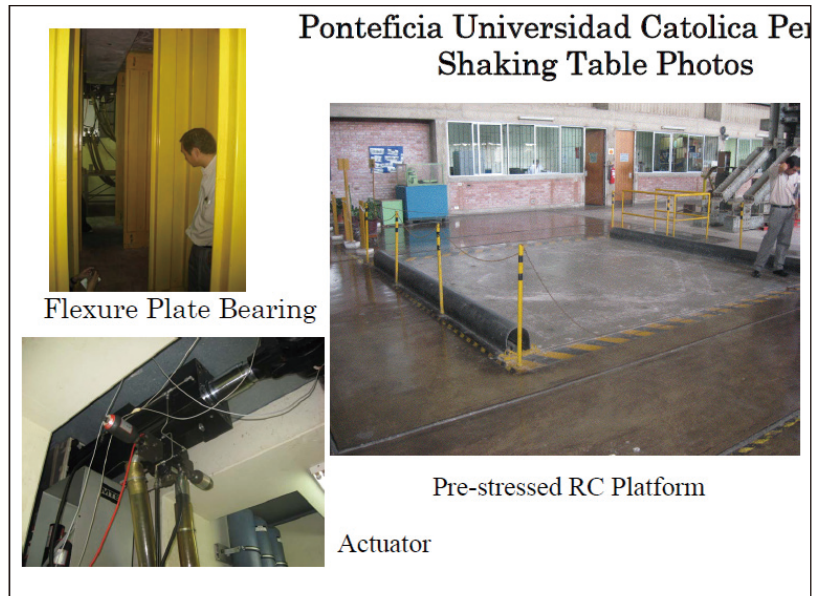 Ponteficia Universidad Catolica Per
Shaking Table Photos
Flexure Plate Bearing
Pre-stressed RC Platform
Actuator